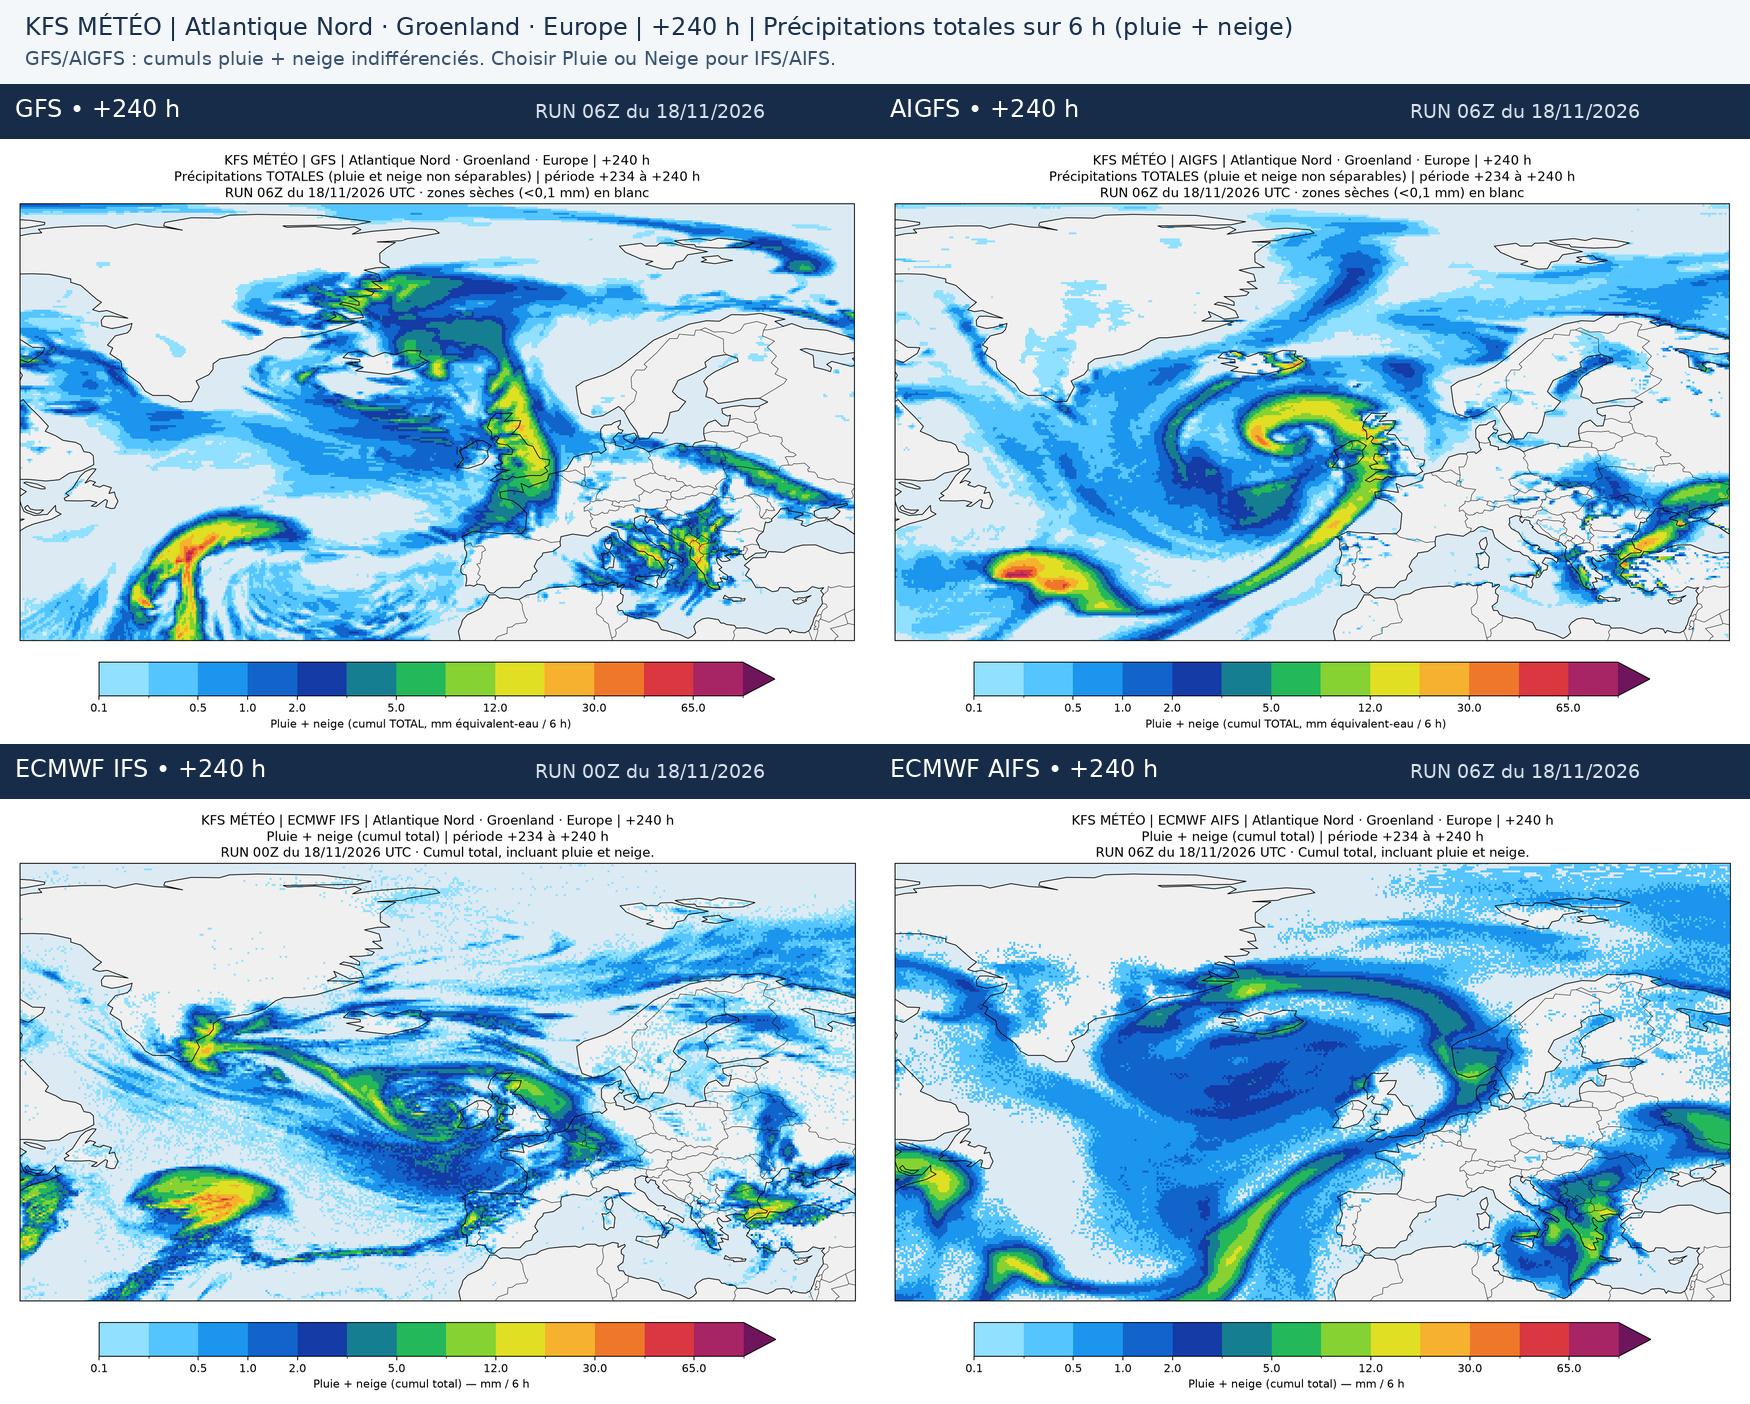 KFS MÉTÉO | Atlantique Nord · Groenland · Europe | +240 h | Précipitations totales sur 6 h (pluie + neige)
GFS/AIGFS : cumuls pluie + neige indifférenciés. Choisir Pluie ou Neige pour IFS/AIFS.
GFS • +240 h
RUN 06Z du 18/11/2026
AIGFS • +240 h
RUN 06Z du 18/11/2026
KFS MÉTÉO | GFS | Atlantique Nord · Groenland · Europe | +240 h
Précipitations TOTALES (pluie et neige non séparables) | période +234 à +240 h
RUN 06Z du 18/11/2026 UTC · zones sèches (<0,1 mm) en blanc
KFS MÉTÉO | AIGFS | Atlantique Nord · Groenland · Europe | +240 h
Précipitations TOTALES (pluie et neige non séparables) | période +234 à +240 h
RUN 06Z du 18/11/2026 UTC · zones sèches (<0,1 mm) en blanc
0.1 0.5 1.0 2.0 5.0 12.0 30.0 65.0
Pluie + neige (cumul TOTAL, mm équivalent-eau / 6 h)
0.1 0.5 1.0 2.0 5.0 12.0 30.0 65.0
Pluie + neige (cumul TOTAL, mm équivalent-eau / 6 h)
ECMWF IFS • +240 h
RUN 00Z du 18/11/2026
ECMWF AIFS • +240 h
RUN 06Z du 18/11/2026
KFS MÉTÉO | ECMWF IFS | Atlantique Nord · Groenland · Europe | +240 h
Pluie + neige (cumul total) | période +234 à +240 h
RUN 00Z du 18/11/2026 UTC · Cumul total, incluant pluie et neige.
KFS MÉTÉO | ECMWF AIFS | Atlantique Nord · Groenland · Europe | +240 h
Pluie + neige (cumul total) | période +234 à +240 h
RUN 06Z du 18/11/2026 UTC · Cumul total, incluant pluie et neige.
0.1 0.5 1.0 2.0 5.0 12.0 30.0 65.0
Pluie + neige (cumul total) — mm / 6 h
0.1 0.5 1.0 2.0 5.0 12.0 30.0 65.0
Pluie + neige (cumul total) — mm / 6 h